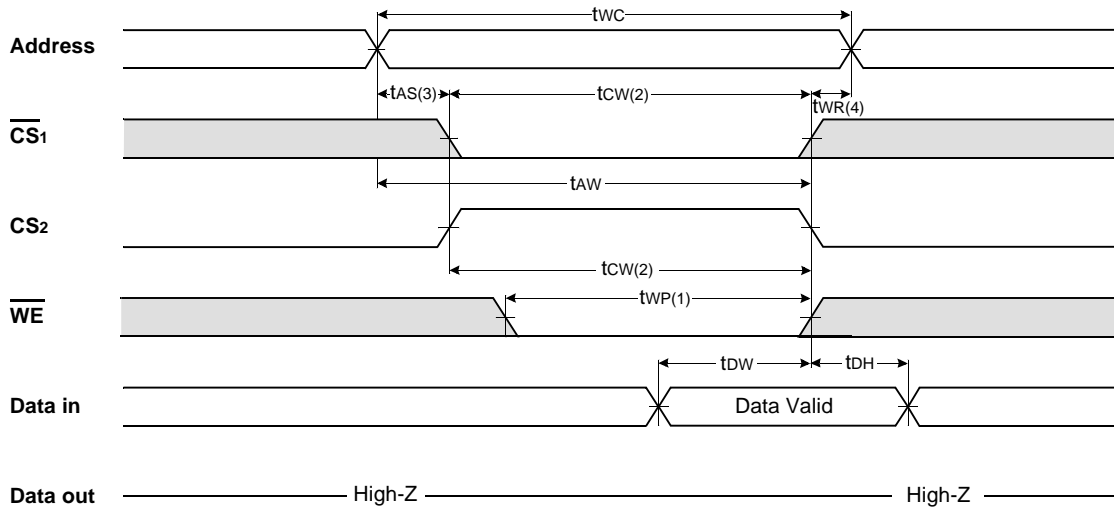 tWC
Address
tAS(3)
tCW(2)
tWR(4)
CS1
tAW
CS2
tCW(2)
tWP(1)
WE
tDW
tDH
Data in
Data Valid
Data out
High-Z
High-Z